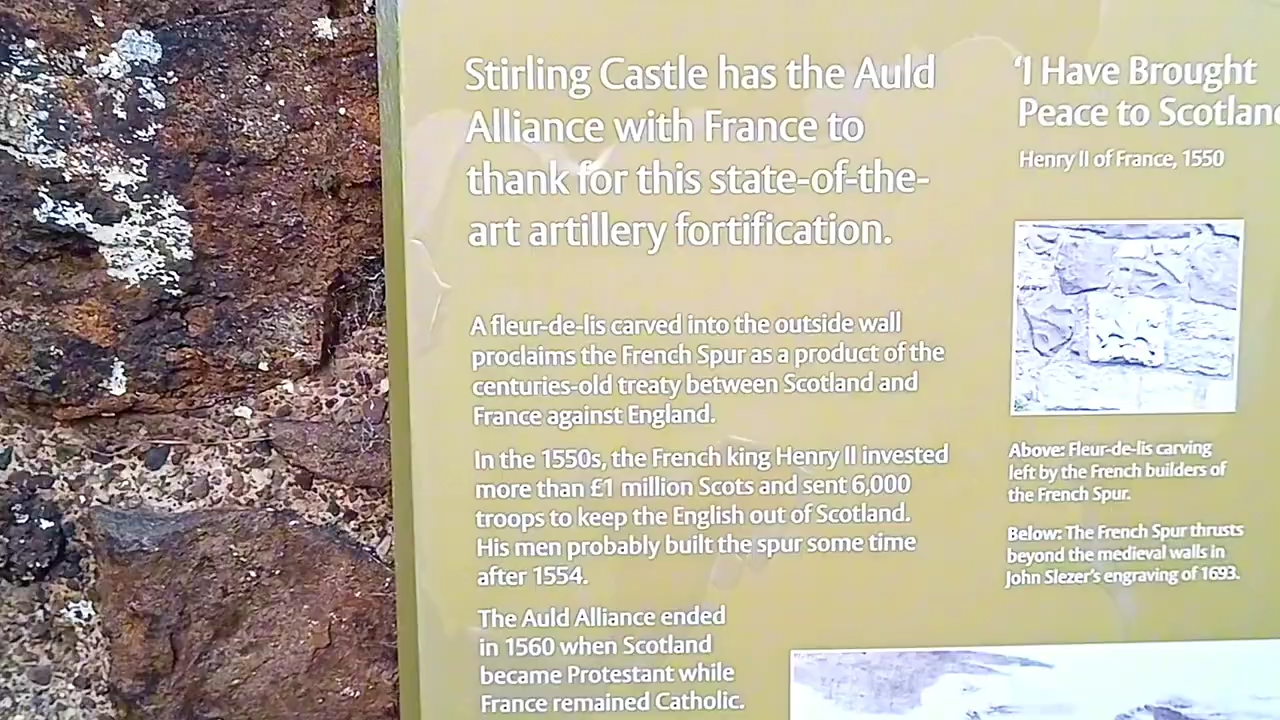 Stirling Castle has the Auld
Alliance with France to
thank for this state-of-the-
art artillery fortification.
A fleur-de-lis carved into the outside wall
proclaims the French Spur as a product of the
centuries-old treaty between Scotland and
France against England.
In the 1550s, the French king Henry II invested
more than £1 million Scots and sent 6,000
troops to keep the English out of Scotland.
His men probably built the spur some time
after 1554.
The Auld Alliance ended
in 1560 when Scotland
became Protestant while
France remained Catholic.
‘I Have Brought
Peace to Scotland
Henry II of France, 1550
Above: Fleur-de-lis carving
left by the French builders of
the French Spur.
Below: The French Spur thrusts
beyond the medieval walls in
John Slezer’s engraving of 1693.